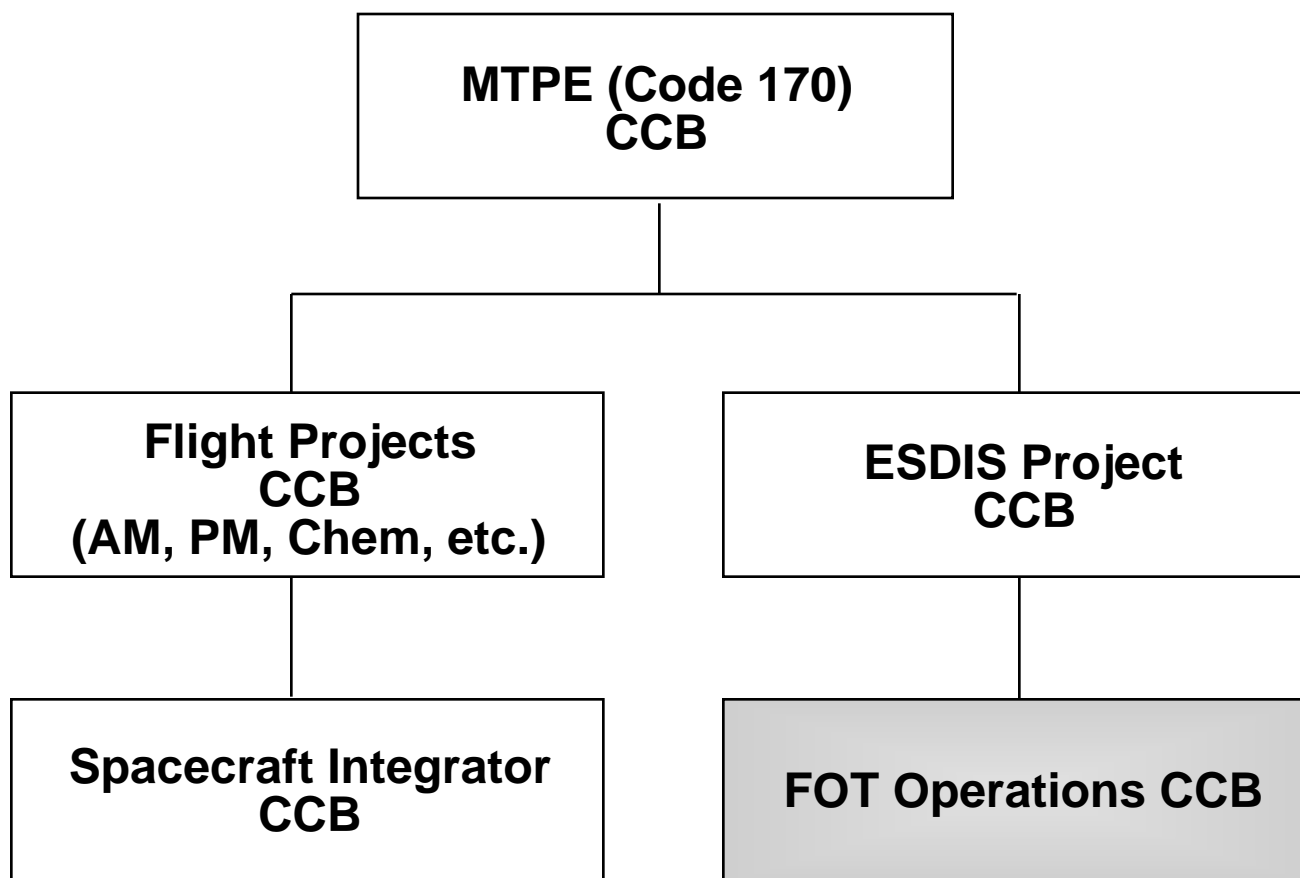 MTPE (Code 170)
CCB
Flight Projects
CCB
(AM, PM, Chem, etc.)
ESDIS Project
CCB
Spacecraft Integrator
CCB
FOT Operations CCB